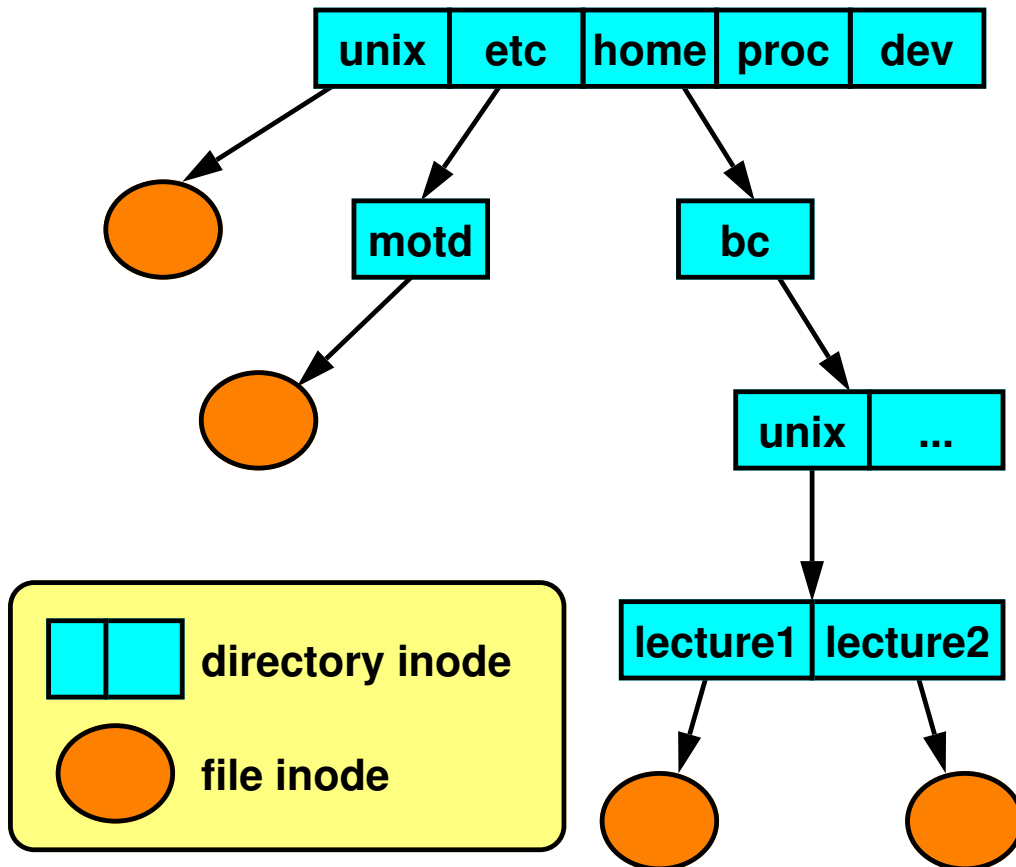 unix etc home proc dev
motd bc
unix ...
lecture1 lecture2
directory inode
file inode